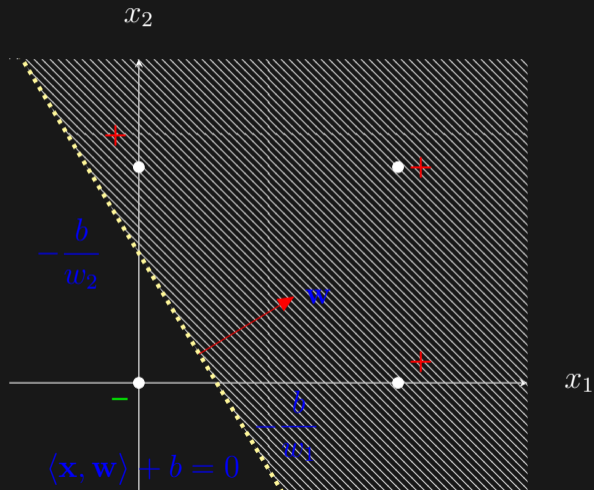 x₂
+
+
−b/w₂
w
+
x₁
−
−b/w₁
⟨x, w⟩ + b = 0